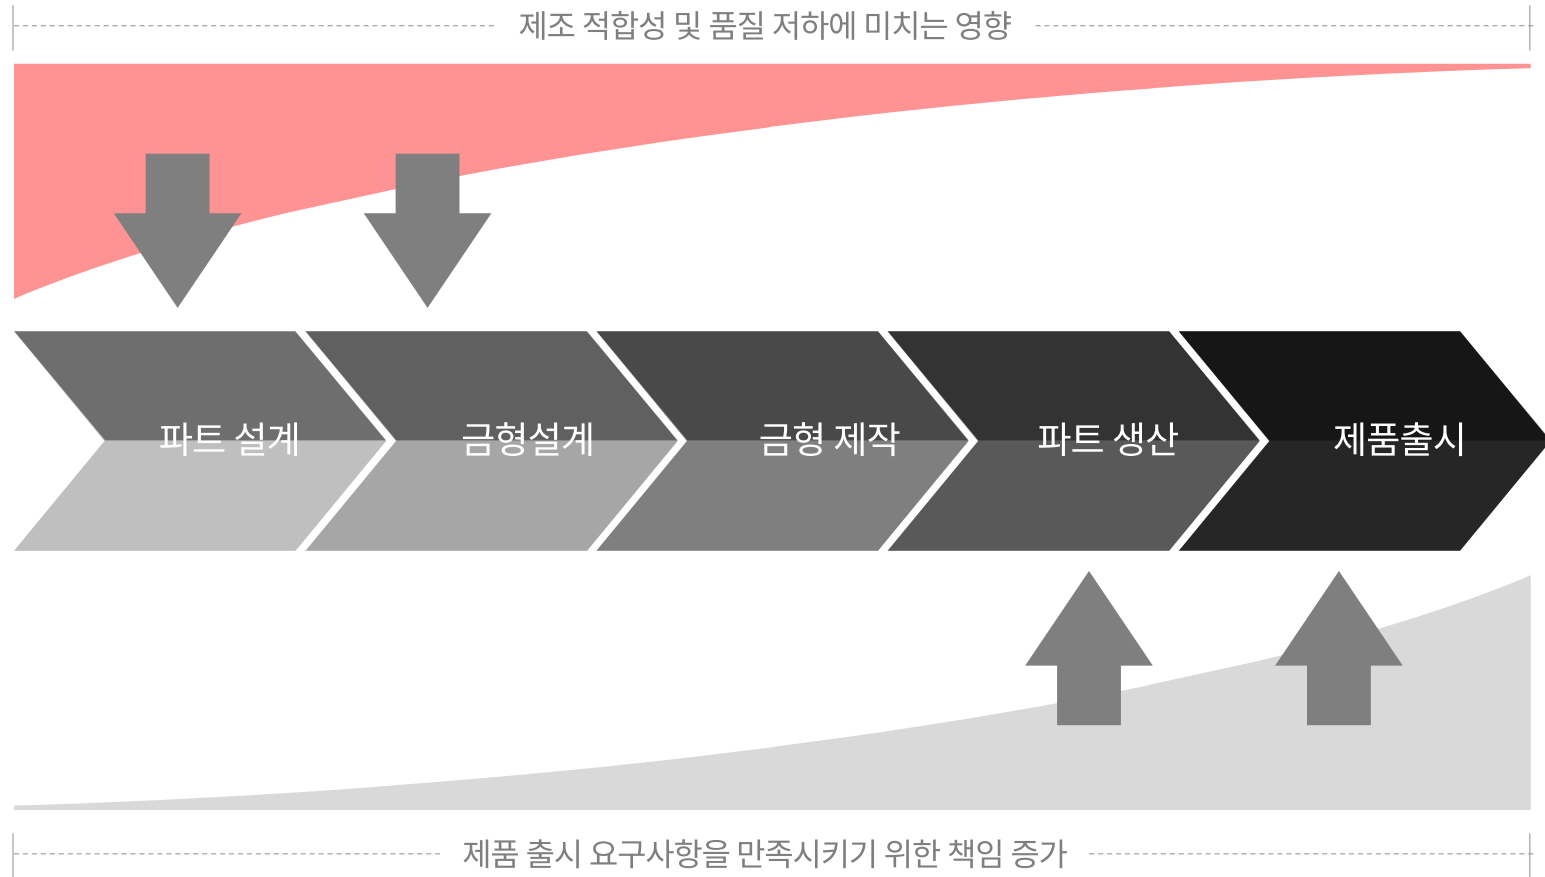 제조 적합성 및 품질 저하에 미치는 영향
파트 설계
금형설계
금형 제작
파트 생산
제품출시
제품 출시 요구사항을 만족시키기 위한 책임 증가